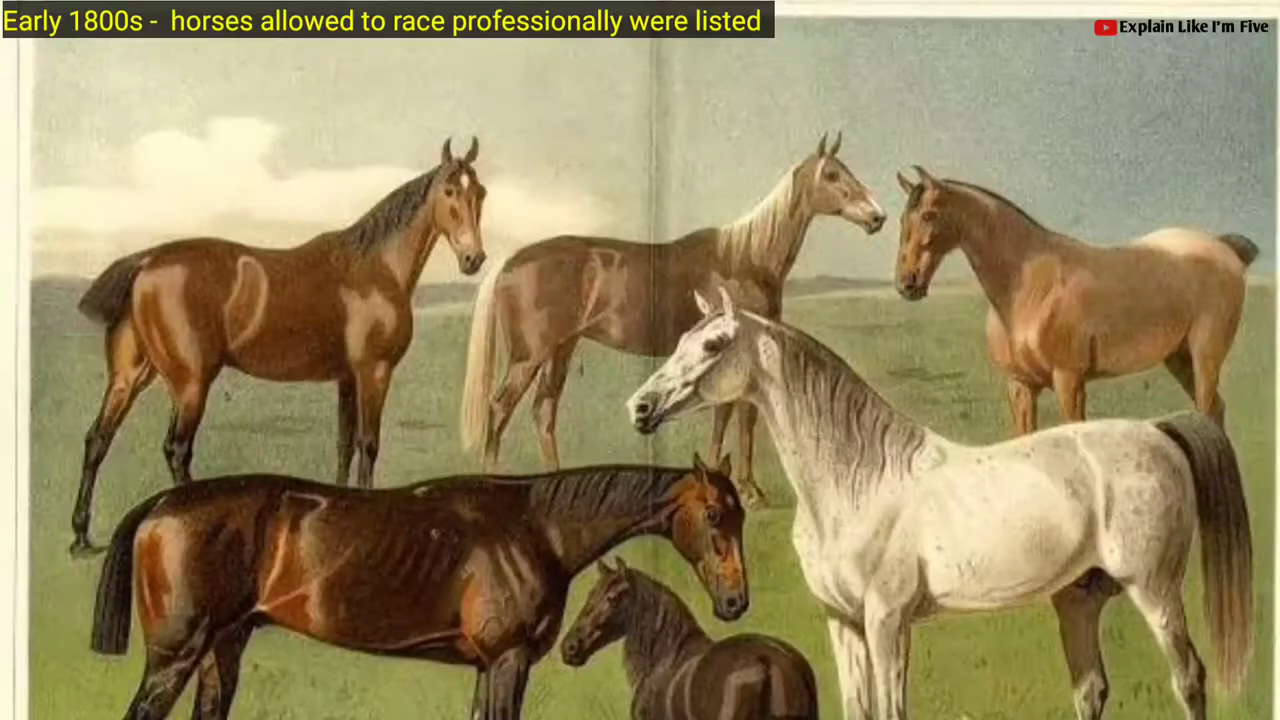 Early 1800s - horses allowed to race professionally were listed
Explain Like I'm Five